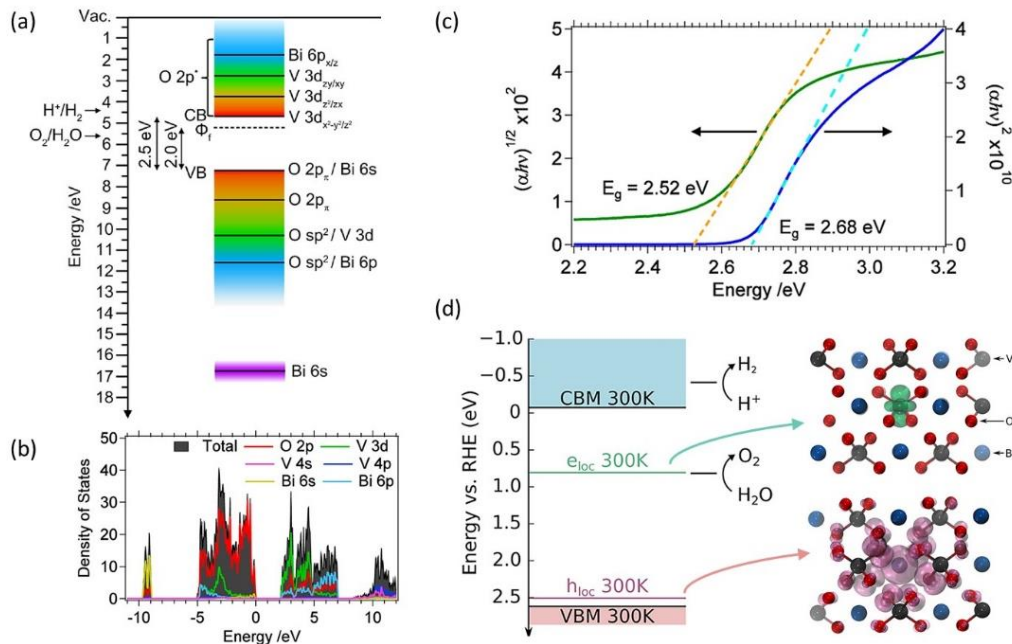 (a)
Vac.
1
2
3
4
5
6
7
8
9
10
11
12
13
14
15
16
17
18
Energy /eV
H⁺/H₂
O₂/H₂O
2.5 eV
2.0 eV
O 2p*
CB
Φf
VB
Bi 6px/z
V 3dzy/xy
V 3dz²/zx
V 3dx²-y²/z²
O 2pπ / Bi 6s
O 2pπ
O sp² / V 3d
O sp² / Bi 6p
Bi 6s
(b)
Density of States
80
60
40
20
0
Total
O 2p
V 3d
V 4s
V 4p
Bi 6s
Bi 6p
-10
-5
0
5
10
Energy /eV
(c)
(αhν)^1/2 x10²
5
4
3
2
1
0
Eg = 2.52 eV
Eg = 2.68 eV
4
3
2
1
0
(αhν)² x10¹⁰
2.2
2.4
2.6
2.8
3.0
3.2
Energy /eV
(d)
Energy vs. RHE (eV)
-1.0
-0.5
0
0.5
1.0
1.5
2.0
2.5
CBM 300K
H₂
H⁺
eloc 300K
O₂
H₂O
hloc 300K
VBM 300K
V
O
B